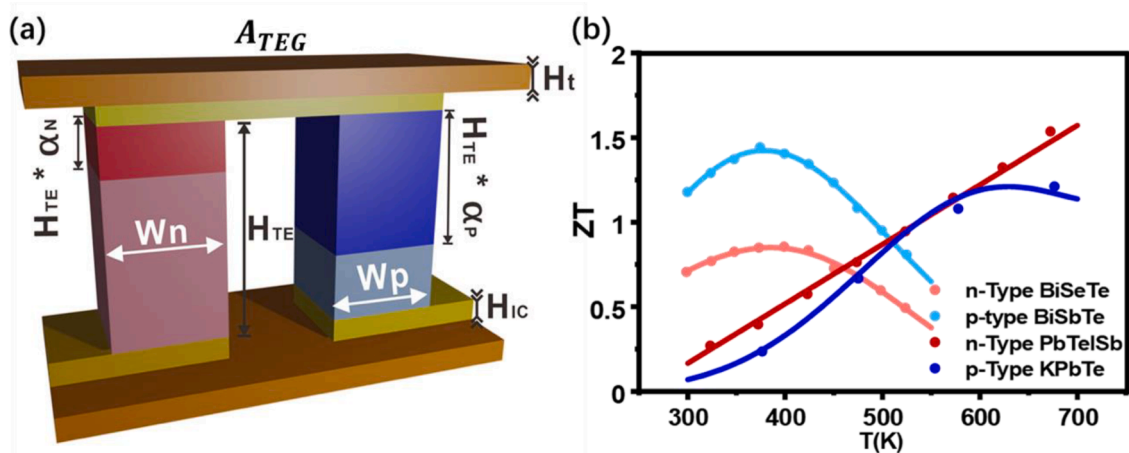 (a)
A_TEG
H_t
H_TE * α_N
H_TE
H_TE * α_P
Wn
Wp
H_IC
(b)
2
1.5
1
0.5
0
ZT
n-Type BiSeTe
p-type BiSbTe
n-Type PbTeISb
p-Type KPbTe
300 400 500 600 700
T(K)